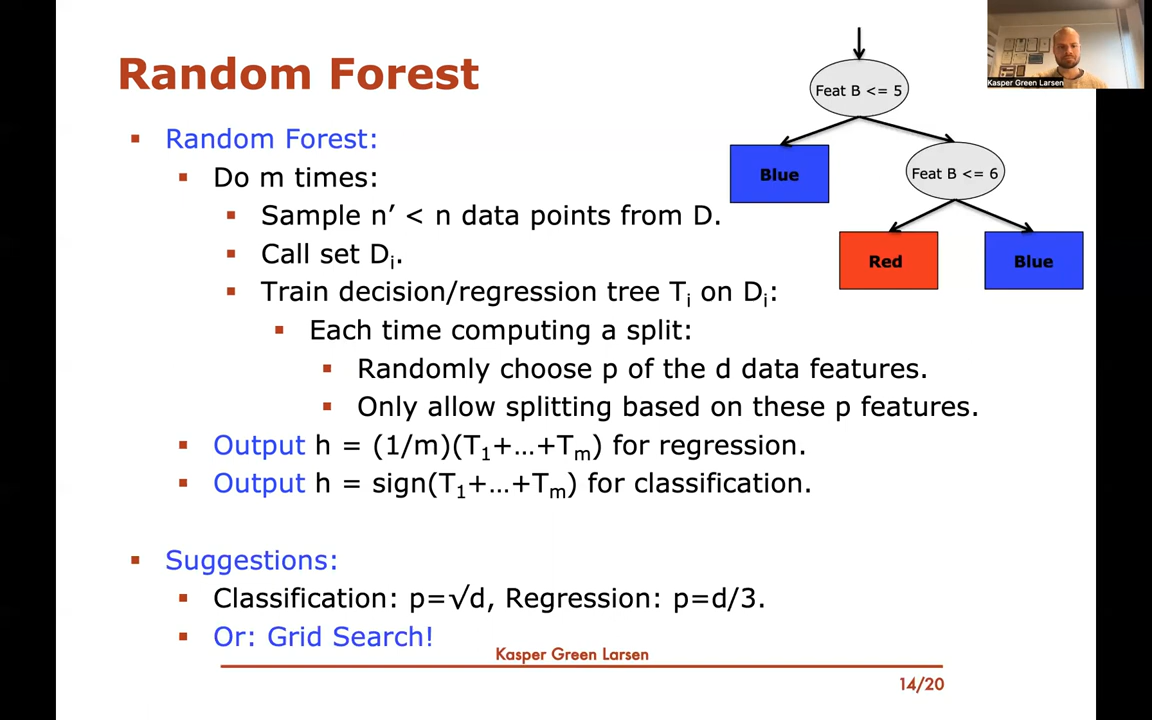 Random Forest
Feat B <= 5
Kasper Green Larsen
▪ Random Forest:
▪ Do m times:
Blue
Feat B <= 6
▪ Sample n’ < n data points from D.
▪ Call set Dᵢ.
Red
Blue
▪ Train decision/regression tree Tᵢ on Dᵢ:
▪ Each time computing a split:
▪ Randomly choose p of the d data features.
▪ Only allow splitting based on these p features.
▪ Output h = (1/m)(T₁+…+Tₘ) for regression.
▪ Output h = sign(T₁+…+Tₘ) for classification.
▪ Suggestions:
▪ Classification: p=√d, Regression: p=d/3.
▪ Or: Grid Search!
Kasper Green Larsen
14/20